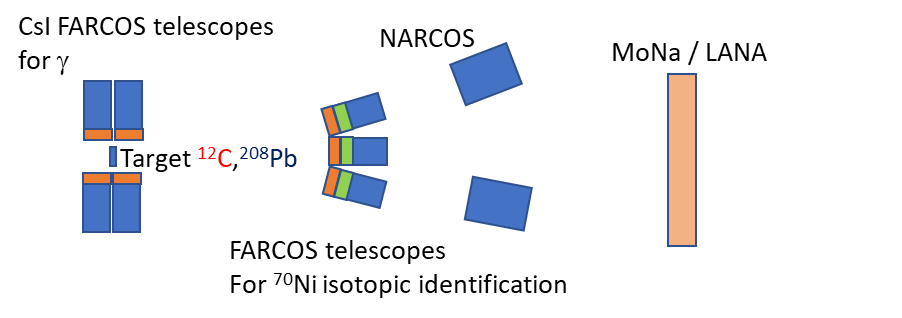 CsI FARCOS telescopes
for γ
NARCOS
MoNa / LANA
Target ¹²C,²⁰⁸Pb
FARCOS telescopes
For ⁷⁰Ni isotopic identification